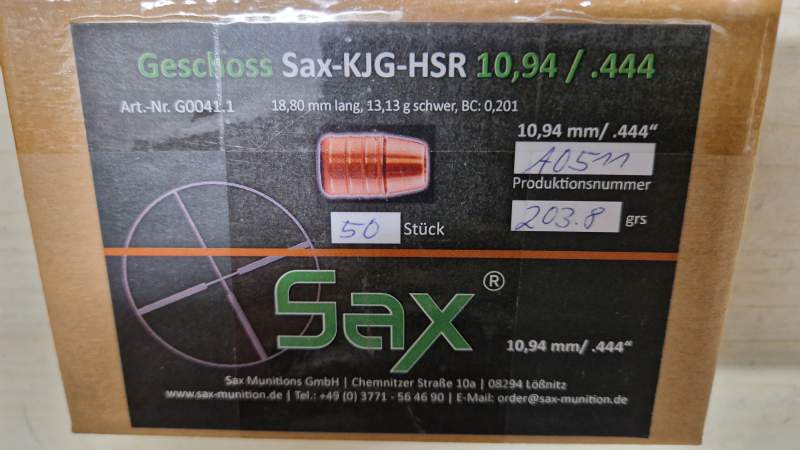 Geschoss Sax-KJG-HSR 10,94 / .444
Art.-Nr. G0041.1 18,80 mm lang, 13,13 g schwer, BC: 0,201
10,94 mm/ .444“
A0511
Produktionsnummer
203.8 grs
50 Stück
Sax®
10,94 mm/ .444“
Sax Munitions GmbH | Chemnitzer Straße 10a | 08294 Lößnitz
www.sax-munition.de | Tel.: +49 (0) 3771 - 56 46 90 | E-Mail: order@sax-munition.de